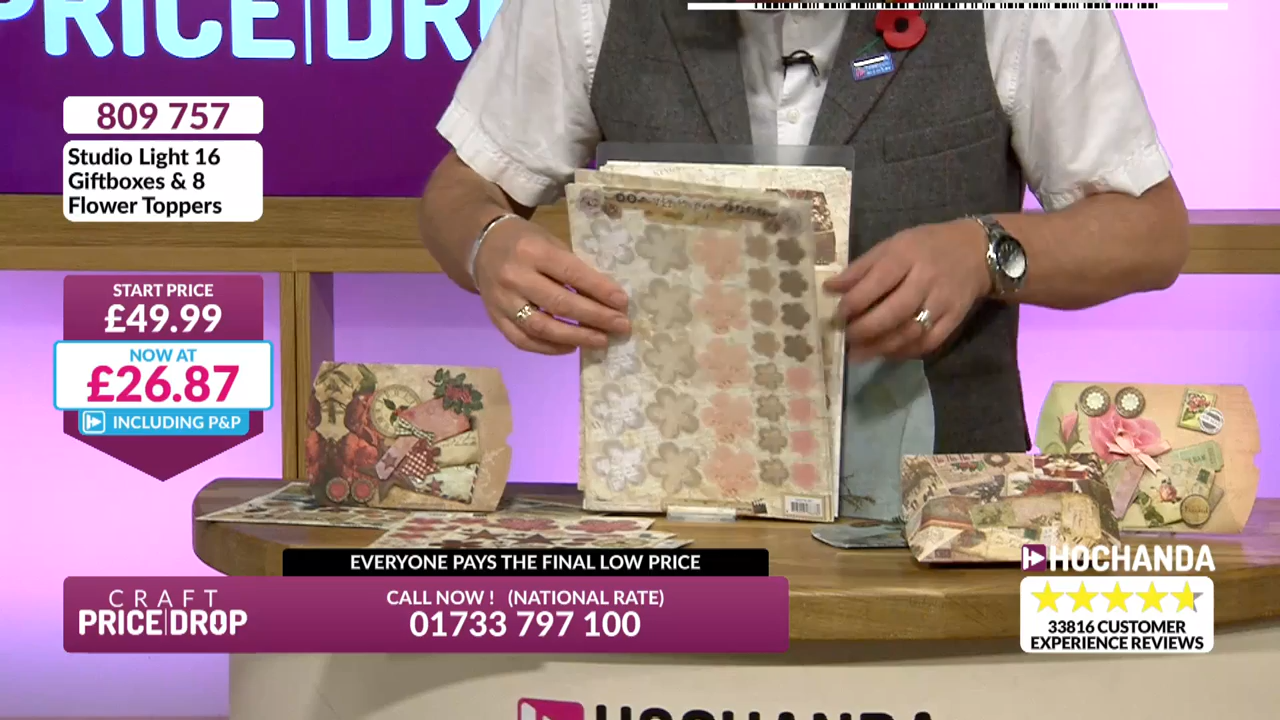 PRICE DROP
809 757
Studio Light 16
Giftboxes & 8
Flower Toppers
START PRICE
£49.99
NOW AT
£26.87
INCLUDING P&P
EVERYONE PAYS THE FINAL LOW PRICE
CRAFT
PRICE DROP
CALL NOW ! (NATIONAL RATE)
01733 797 100
HOCHANDA
33816 CUSTOMER
EXPERIENCE REVIEWS
HOCHANDA